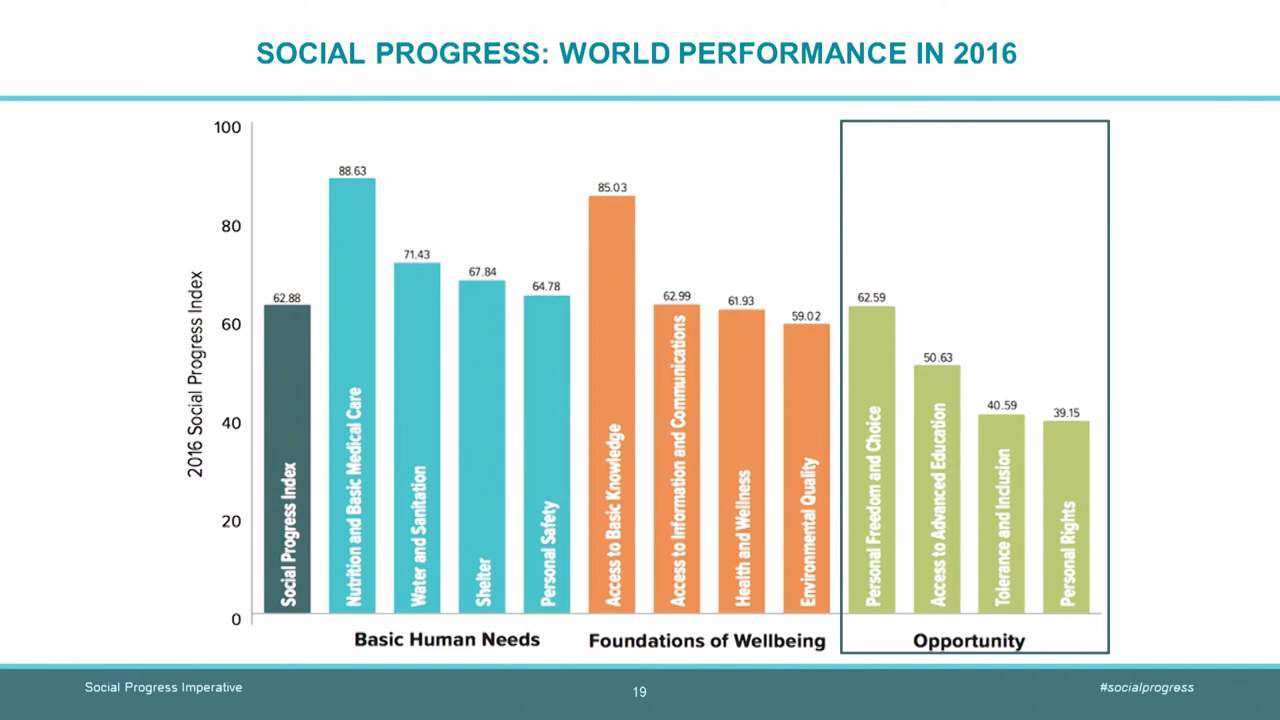 SOCIAL PROGRESS: WORLD PERFORMANCE IN 2016
2016 Social Progress Index
100
80
60
40
20
0
62.88
Social Progress Index
88.63
Nutrition and Basic Medical Care
71.43
Water and Sanitation
67.84
Shelter
64.78
Personal Safety
85.03
Access to Basic Knowledge
62.99
Access to Information and Communications
61.93
Health and Wellness
59.02
Environmental Quality
62.59
Personal Freedom and Choice
50.63
Access to Advanced Education
40.59
Tolerance and Inclusion
39.15
Personal Rights
Basic Human Needs
Foundations of Wellbeing
Opportunity
Social Progress Imperative
19
#socialprogress